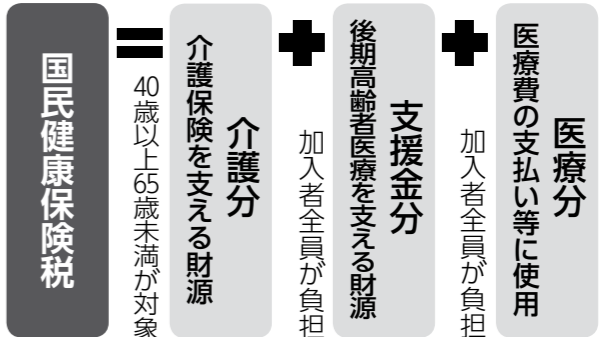 医療分
医療費の支払い等に使用
加入者全員が負担
✚
支援金分
後期高齢者医療を支える財源
加入者全員が負担
✚
介護分
介護保険を支える財源
40歳以上65歳未満が対象
＝
国民健康保険税